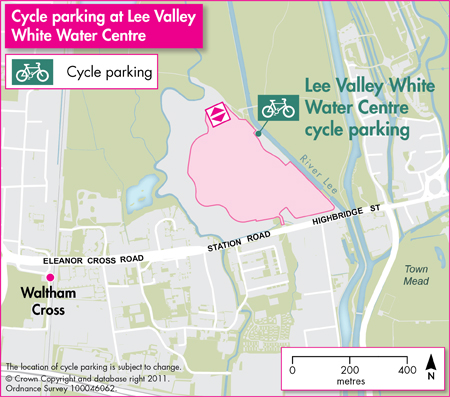 Cycle parking at Lee Valley
White Water Centre
Cycle parking
Lee Valley White
Water Centre
cycle parking
River Lee
HIGHBRIDGE ST
STATION ROAD
ELEANOR CROSS ROAD
Waltham
Cross
Town
Mead
The location of cycle parking is subject to change.
© Crown Copyright and database right 2011.
Ordnance Survey 100046062.
0 200 400
metres
N